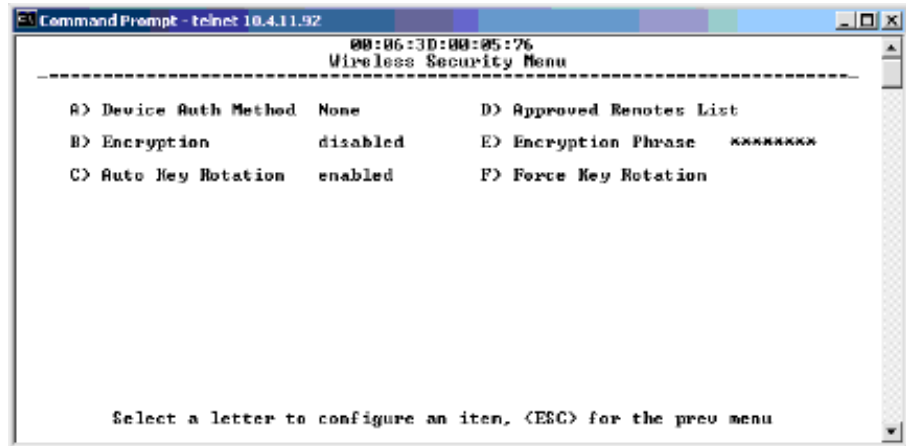 Command Prompt - telnet 10.4.11.92
00:06:3D:00:05:76
Wireless Security Menu
A) Device Auth Method None D) Approved Remotes List
B) Encryption disabled E) Encryption Phrase ********
C) Auto Key Rotation enabled F) Force Key Rotation
Select a letter to configure an item, <ESC> for the prev menu